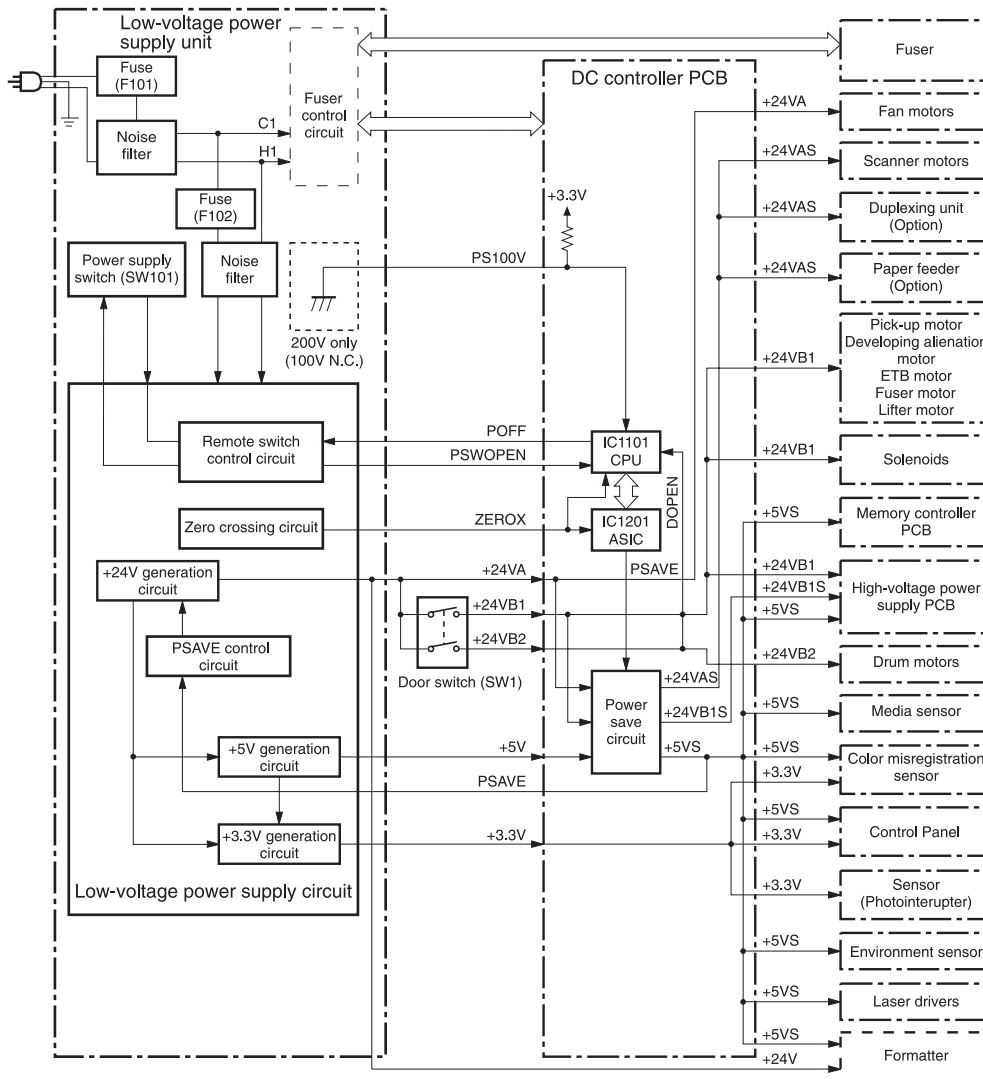 Low-voltage power
supply unit
Fuse
(F101)
Noise
filter
C1
H1
Fuser
control
circuit
Fuse
(F102)
Power supply
switch (SW101)
Noise
filter
200V only
(100V N.C.)
Remote switch
control circuit
Zero crossing circuit
+24V generation
circuit
PSAVE control
circuit
+5V generation
circuit
+3.3V generation
circuit
Low-voltage power supply circuit
PS100V
POFF
PSWOPEN
ZEROX
+24VA
+24VB1
+24VB2
Door switch (SW1)
+5V
PSAVE
+3.3V
DC controller PCB
+3.3V
IC1101
CPU
IC1201
ASIC
DOPEN
PSAVE
Power
save
circuit
+24VAS
+24VB1S
+5VS
Fuser
+24VA
Fan motors
+24VAS
Scanner motors
+24VAS
Duplexing unit
(Option)
+24VAS
Paper feeder
(Option)
+24VB1
Pick-up motor
Developing alienation
motor
ETB motor
Fuser motor
Lifter motor
+24VB1
Solenoids
+5VS
Memory controller
PCB
+24VB1
+24VB1S
+5VS
High-voltage power
supply PCB
+24VB2
Drum motors
+5VS
Media sensor
+5VS
+3.3V
Color misregistration
sensor
+5VS
+3.3V
Control Panel
+3.3V
Sensor
(Photointerupter)
+5VS
Environment sensor
+5VS
Laser drivers
+5VS
+24V
Formatter